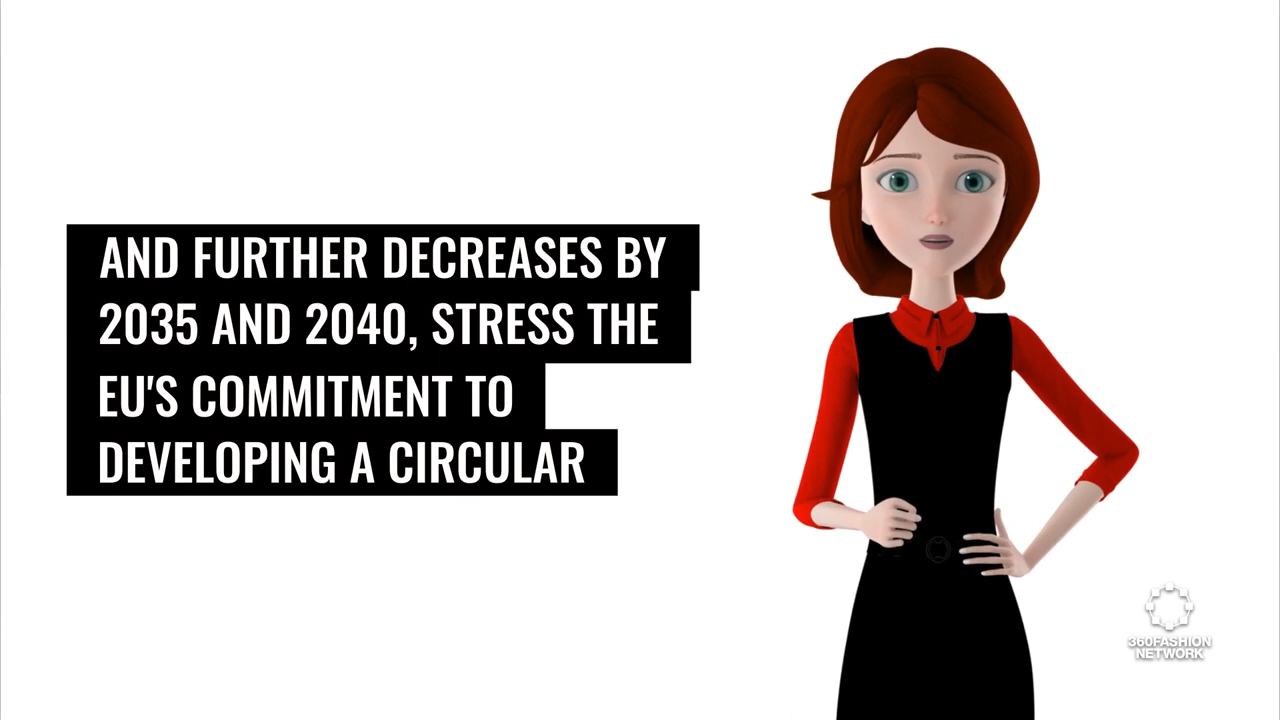 AND FURTHER DECREASES BY
2035 AND 2040, STRESS THE
EU'S COMMITMENT TO
DEVELOPING A CIRCULAR
360FASHION
NETWORK